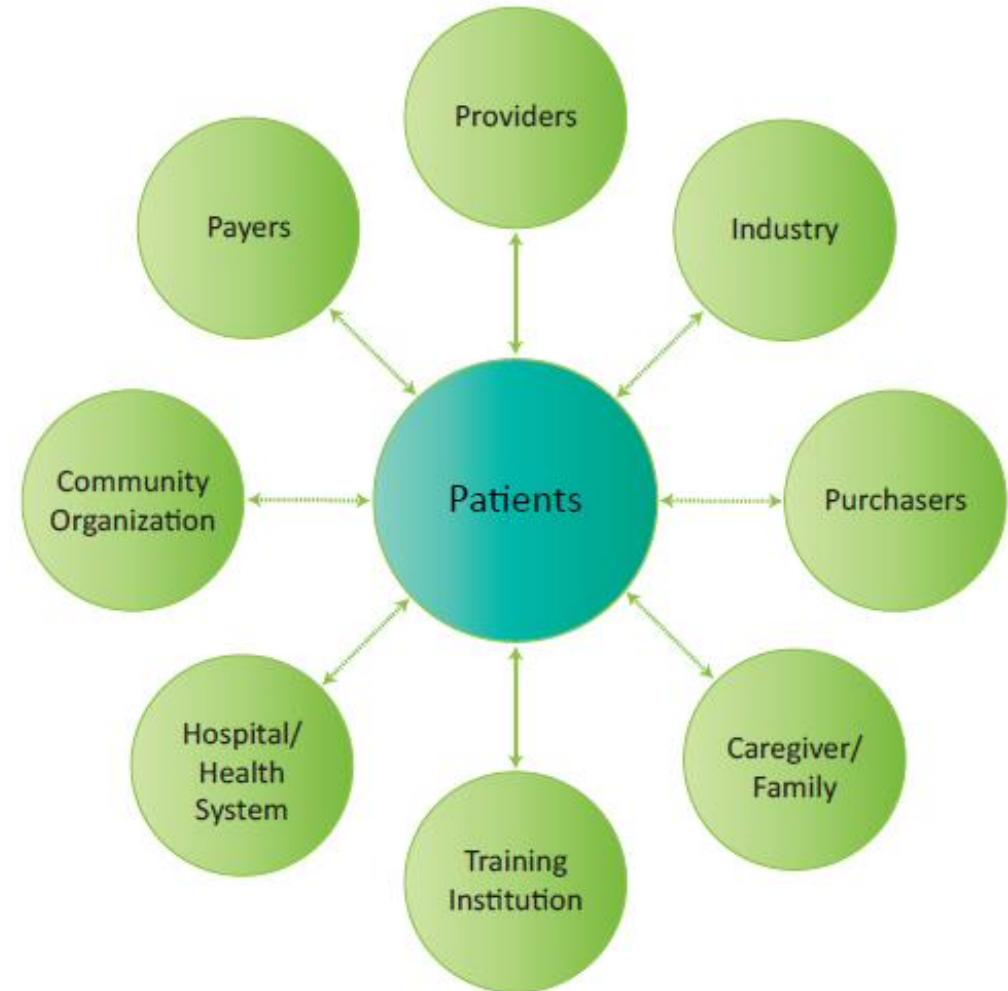 Providers
Payers
Industry
Community
Organization
Patients
Purchasers
Hospital/
Health
System
Caregiver/
Family
Training
Institution